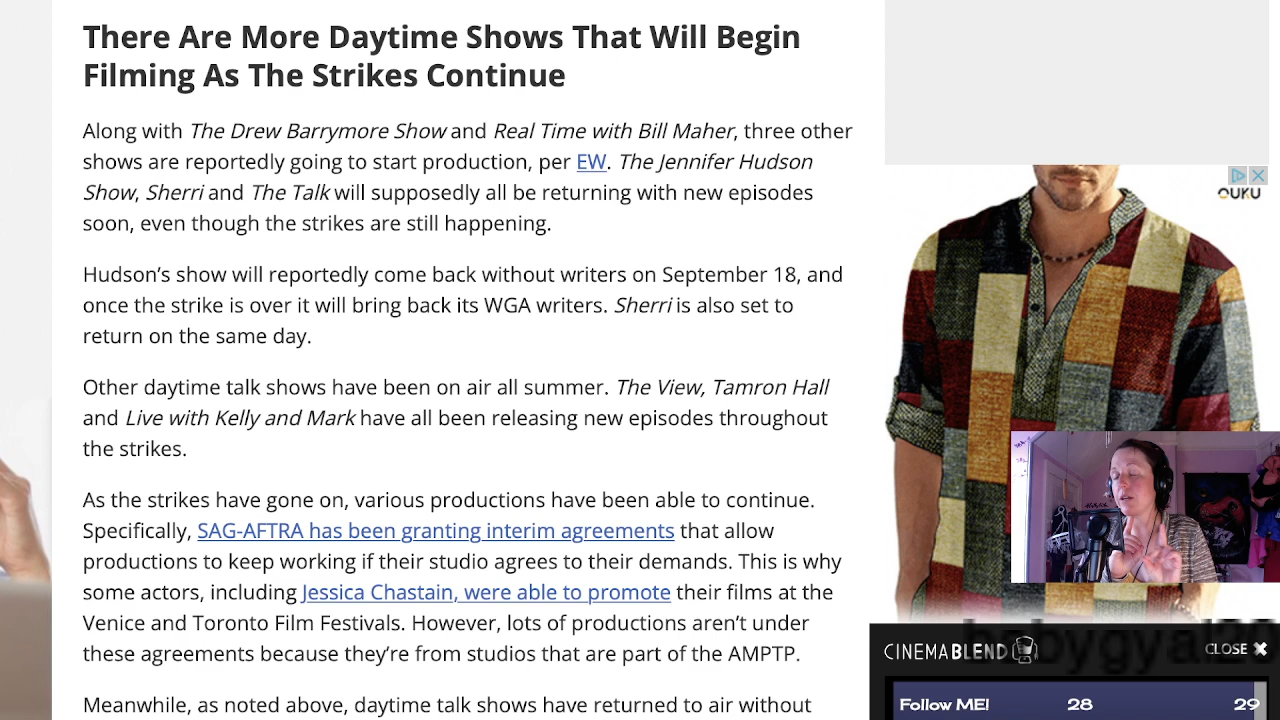 There Are More Daytime Shows That Will Begin
Filming As The Strikes Continue
Along with The Drew Barrymore Show and Real Time with Bill Maher, three other
shows are reportedly going to start production, per EW. The Jennifer Hudson
Show, Sherri and The Talk will supposedly all be returning with new episodes
soon, even though the strikes are still happening.
Hudson’s show will reportedly come back without writers on September 18, and
once the strike is over it will bring back its WGA writers. Sherri is also set to
return on the same day.
Other daytime talk shows have been on air all summer. The View, Tamron Hall
and Live with Kelly and Mark have all been releasing new episodes throughout
the strikes.
As the strikes have gone on, various productions have been able to continue.
Specifically, SAG-AFTRA has been granting interim agreements that allow
productions to keep working if their studio agrees to their demands. This is why
some actors, including Jessica Chastain, were able to promote their films at the
Venice and Toronto Film Festivals. However, lots of productions aren’t under
these agreements because they’re from studios that are part of the AMPTP.
Meanwhile, as noted above, daytime talk shows have returned to air without
OUKU
CINEMABLEND
CLOSE
Follow ME! 28 29